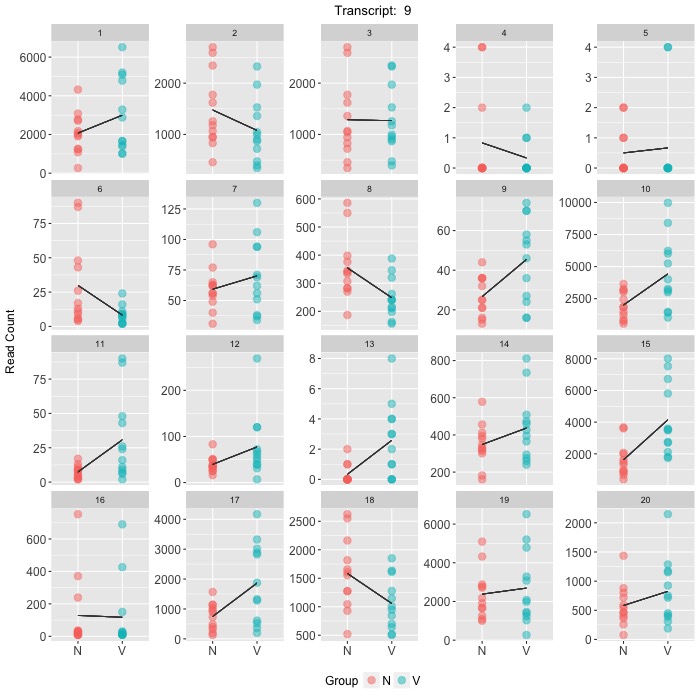 Transcript: 9
1 2 3 4 5
6000 4000 2000 0
2000 1000
2000 1000
4 3 2 1 0
4 3 2 1 0
6 7 8 9 10
75 50 25 0
125 100 75 50
600 500 400 300 200
60 40 20
10000 7500 5000 2500
Read Count
11 12 13 14 15
75 50 25 0
200 100 0
8 6 5 4 2 0
800 600 400 200
8000 6000 4000 2000
16 17 18 19 20
600 400 200 0
4000 3000 2000 1000 0
2500 2000 1500 1000 500
6000 4000 2000 0
2000 1500 1000 500 0
N V N V N V N V N V
Group N V